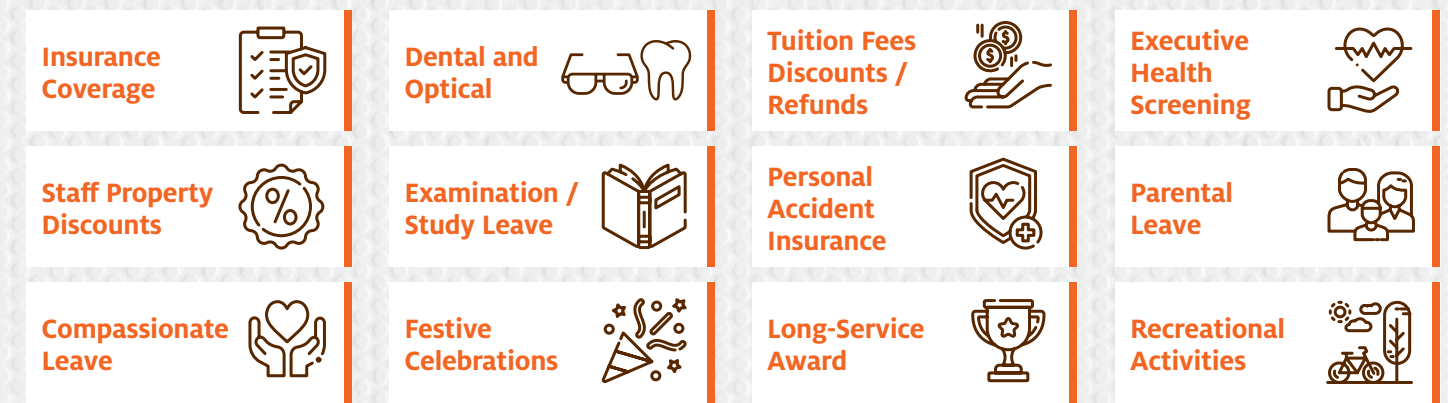 Insurance
Coverage
Dental and
Optical
Tuition Fees
Discounts /
Refunds
Executive
Health
Screening
Staff Property
Discounts
Examination /
Study Leave
Personal
Accident
Insurance
Parental
Leave
Compassionate
Leave
Festive
Celebrations
Long-Service
Award
Recreational
Activities